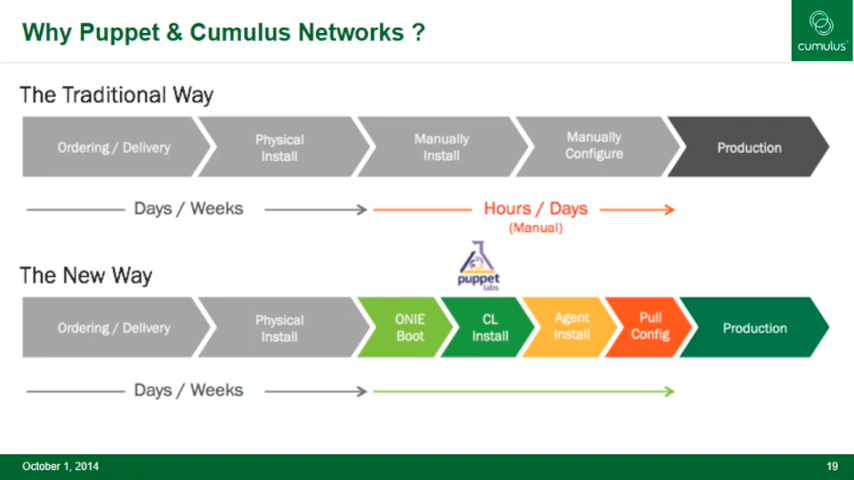 Why Puppet & Cumulus Networks ?
cumulus
The Traditional Way
Ordering / Delivery
Physical
Install
Manually
Install
Manually
Configure
Production
Days / Weeks
Hours / Days
(Manual)
puppet
labs
The New Way
Ordering / Delivery
Physical
Install
ONIE
Boot
CL
Install
Agent
Install
Pull
Config
Production
Days / Weeks
October 1, 2014
19